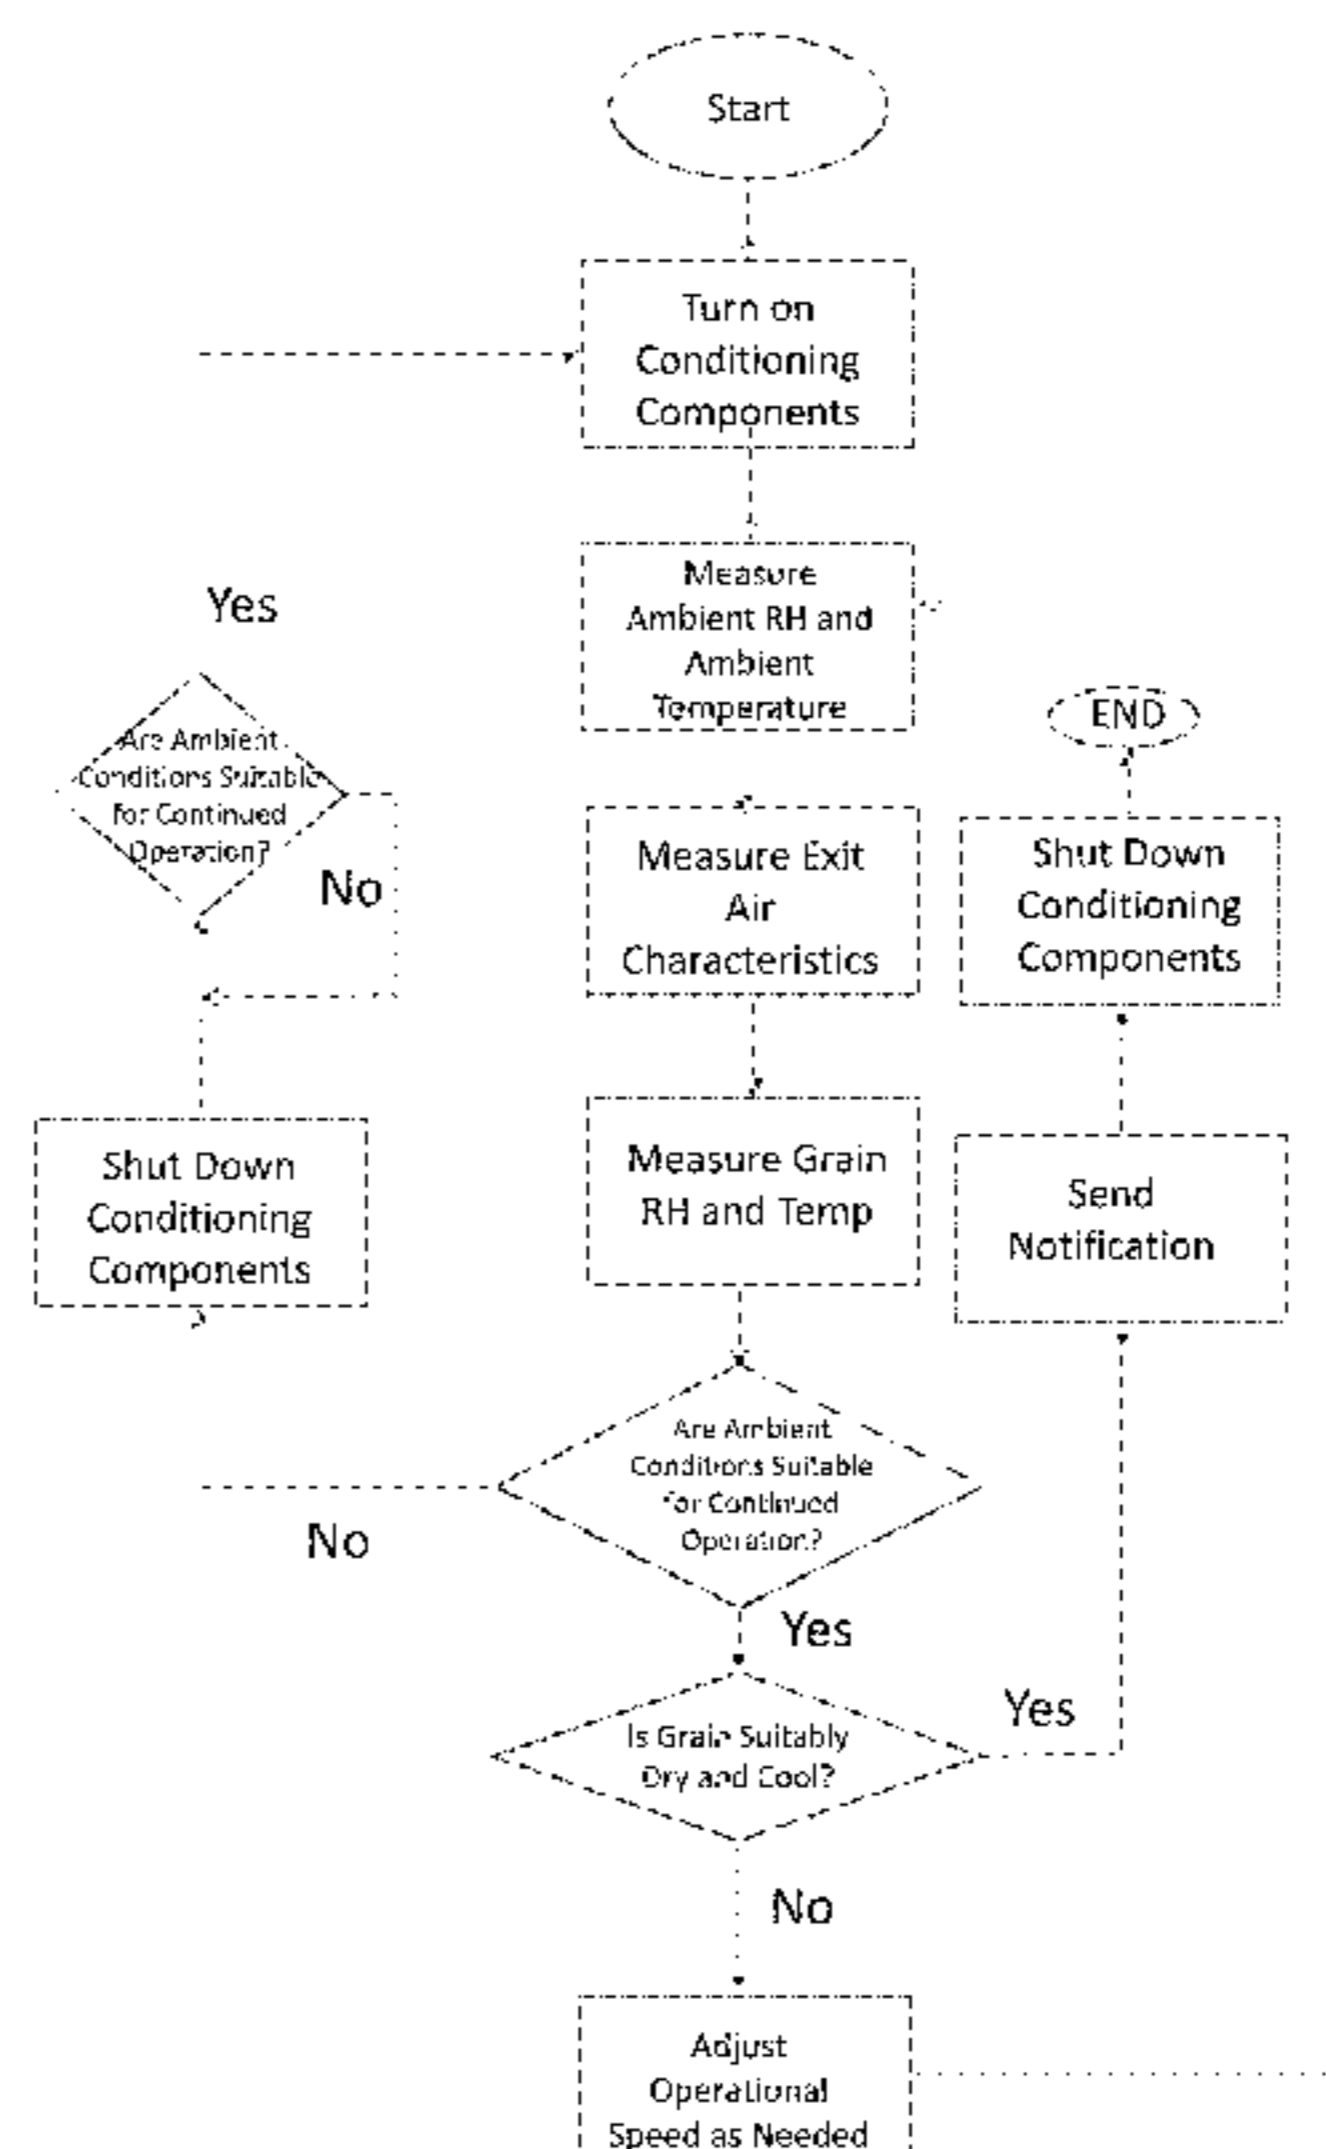 Start
Turn on
Conditioning
Components
Measure
Ambient RH and
Ambient
Temperature
Yes
Are Ambient
Conditions Suitable
for Continued
Operation?
No
END
Measure Exit
Air
Characteristics
Shut Down
Conditioning
Components
Shut Down
Conditioning
Components
Measure Grain
RH and Temp
Send
Notification
Are Ambient
Conditions Suitable
for Continued
Operation?
No
Yes
Is Grain Suitably
Dry and Cool?
Yes
No
Adjust
Operational
Speed as Needed